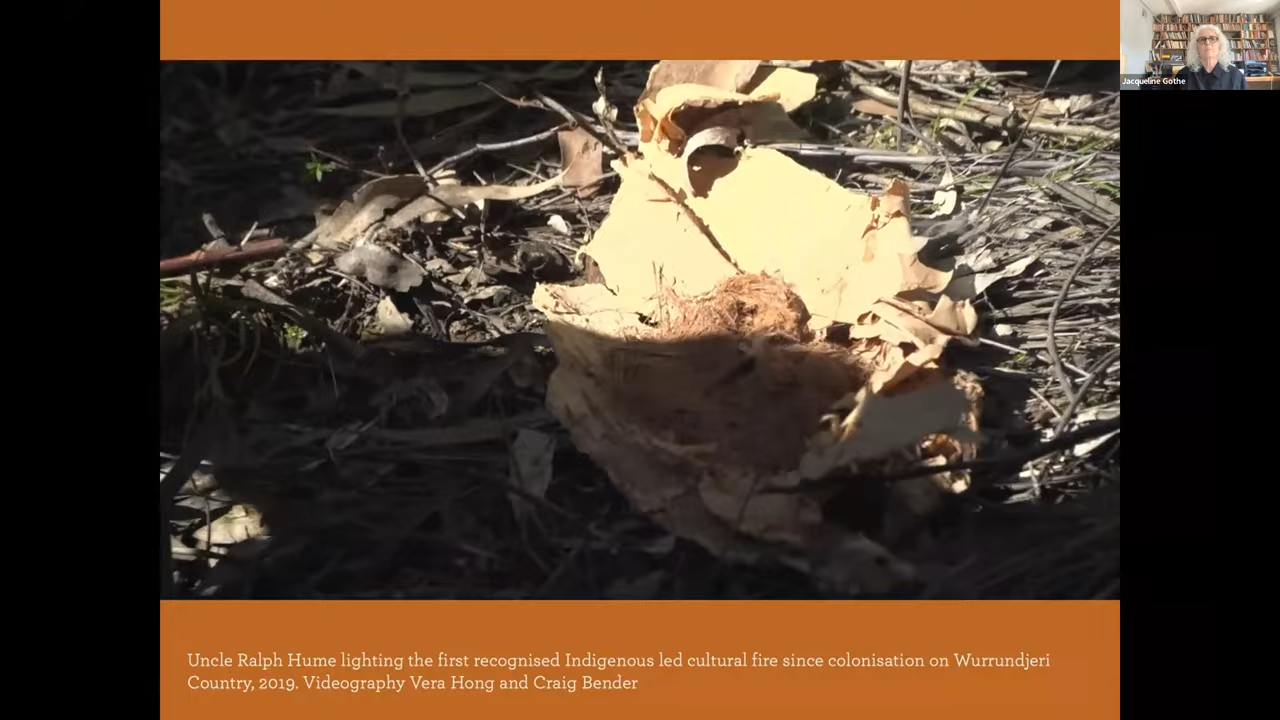 Jacqueline Gothe
Uncle Ralph Hume lighting the first recognised Indigenous led cultural fire since colonisation on Wurrundjeri
Country, 2019. Videography Vera Hong and Craig Bender